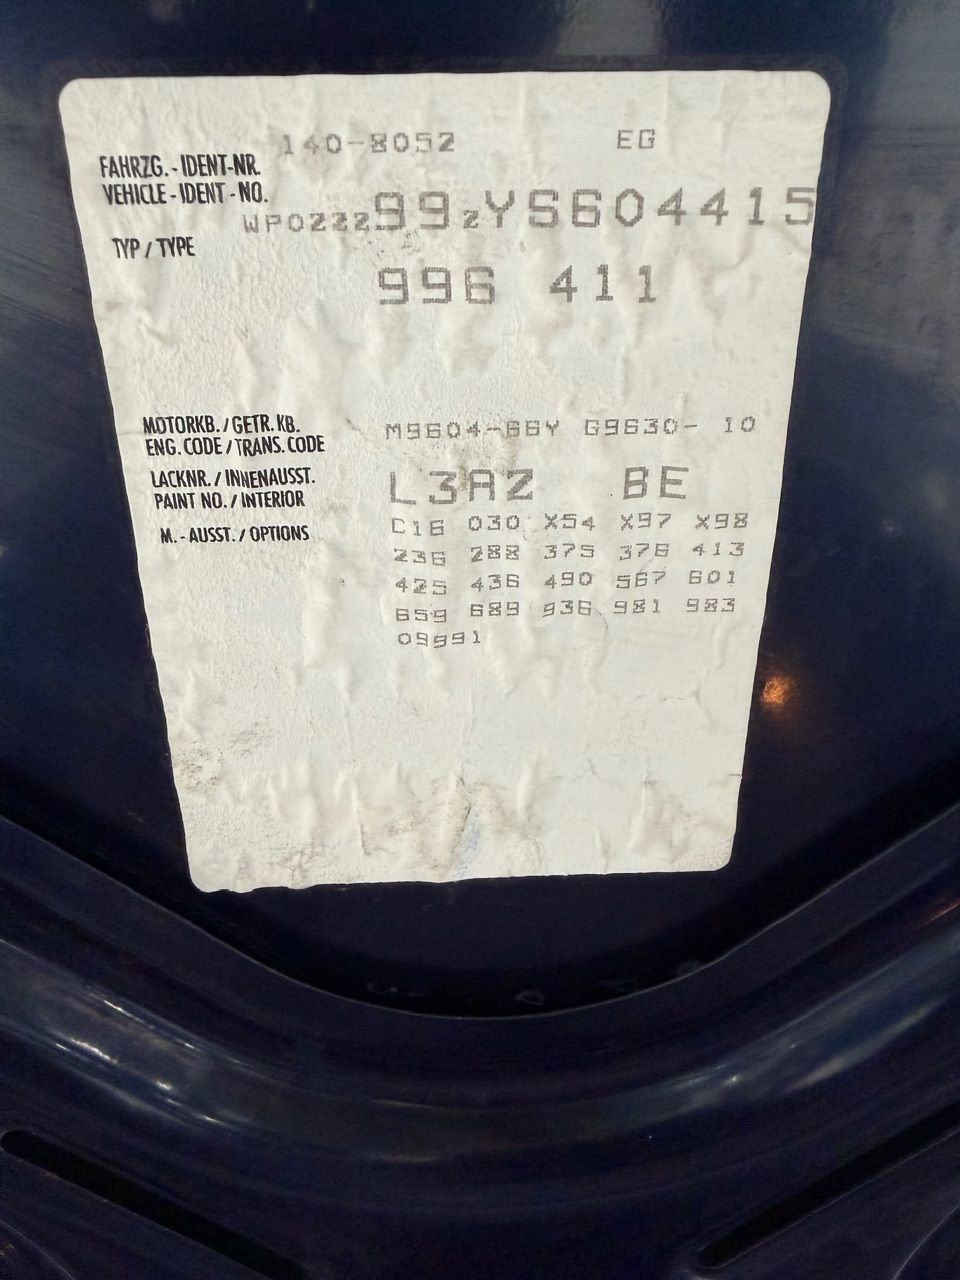 140-8052 EG
FAHRZG.-IDENT-NR.
VEHICLE-IDENT-NO.
WP0ZZZ99ZYS604415
TYP / TYPE
996 411
MOTORKB. / GETR. KB.
ENG. CODE / TRANS. CODE
M9604-66Y G9630- 10
LACKNR. / INNENAUSST.
PAINT NO. / INTERIOR
L3AZ BE
M.-AUSST. / OPTIONS
C16 030 X54 X97 X98
236 288 375 376 413
425 436 490 567 601
659 689 936 981 983
09991